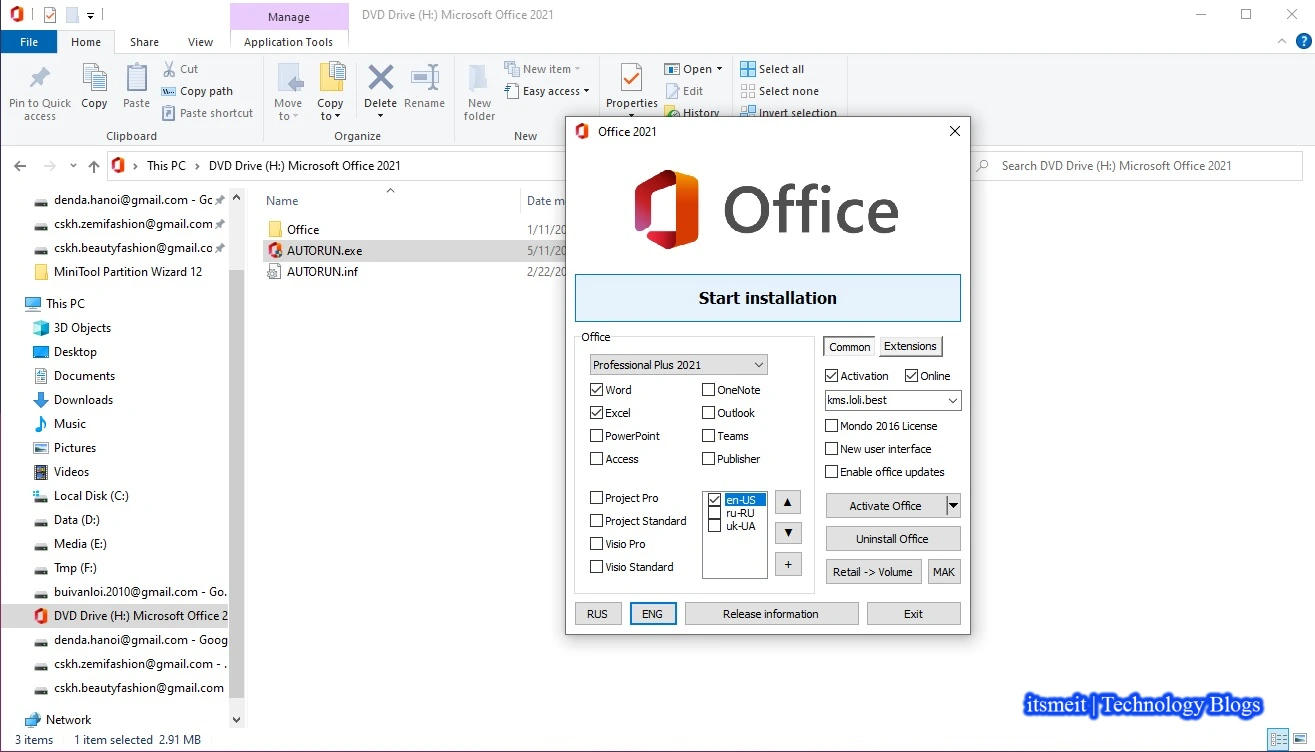 Manage
DVD Drive (H:) Microsoft Office 2021
File
Home
Share
View
Application Tools
Pin to Quick access
Copy
Paste
Cut
Copy path
Paste shortcut
Clipboard
Move to
Copy to
Delete
Rename
Organize
New folder
New item
Easy access
New
Properties
Open
Edit
History
Select all
Select none
Invert selection
This PC > DVD Drive (H:) Microsoft Office 2021
Search DVD Drive (H:) Microsoft Office 2021
denda.hanoi@gmail.com - Go
cskh.zemifashion@gmail.com
cskh.beautyfashion@gmail.co
MiniTool Partition Wizard 12
This PC
3D Objects
Desktop
Documents
Downloads
Music
Pictures
Videos
Local Disk (C:)
Data (D:)
Media (E:)
Tmp (F:)
buivanloi.2010@gmail.com - Go.
DVD Drive (H:) Microsoft Office 2
denda.hanoi@gmail.com - Goog
cskh.zemifashion@gmail.com - .
cskh.beautyfashion@gmail.com
Network
3 items
1 item selected 2.91 MB
Name
Date m
Office
1/11/20
AUTORUN.exe
5/11/20
AUTORUN.inf
2/22/20
Office 2021
Office
Start installation
Office
Professional Plus 2021
Word
OneNote
Excel
Outlook
PowerPoint
Teams
Access
Publisher
Project Pro
Project Standard
Visio Pro
Visio Standard
en-US
ru-RU
uk-UA
+
Common
Extensions
Activation
Online
kms.loli.best
Mondo 2016 License
New user interface
Enable office updates
Activate Office
Uninstall Office
Retail -> Volume
MAK
RUS
ENG
Release information
Exit
itsmeit | Technology Blogs